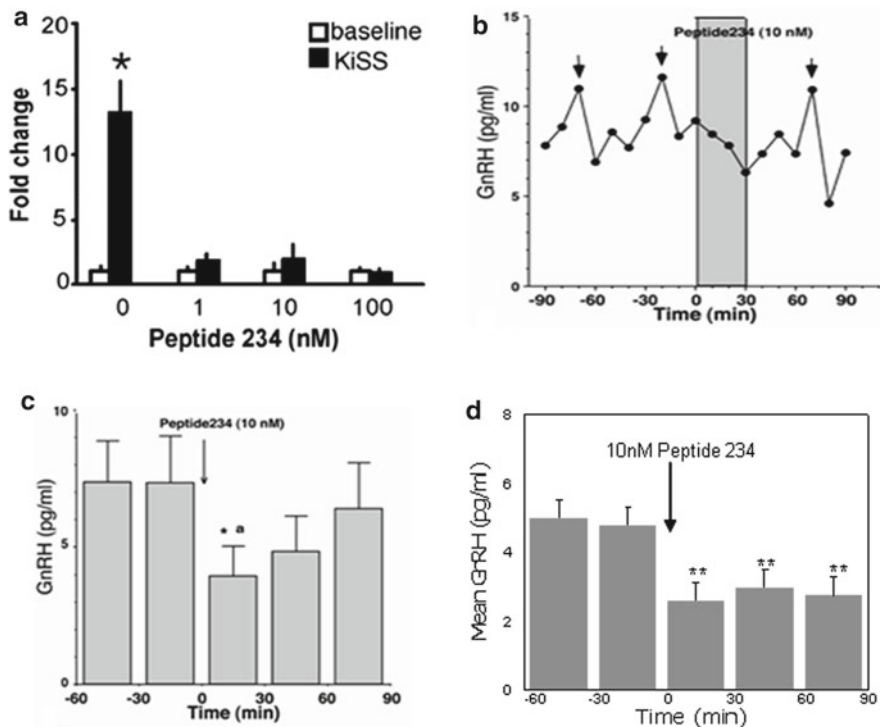 a
baseline
KiSS
*
Fold change
20
15
10
5
0
0 1 10 100
Peptide 234 (nM)
b
Peptide234 (10 nM)
GnRH (pg/ml)
15
10
5
0
-90 -60 -30 0 30 60 90
Time (min)
c
Peptide234 (10 nM)
GnRH (pg/ml)
10
5
0
* a
-60 -30 0 30 60 90
Time (min)
d
10nM Peptide 234
Mean GnRH (pg/ml)
8
6
4
2
0
** ** **
-60 -30 0 30 60 90
Time (min)